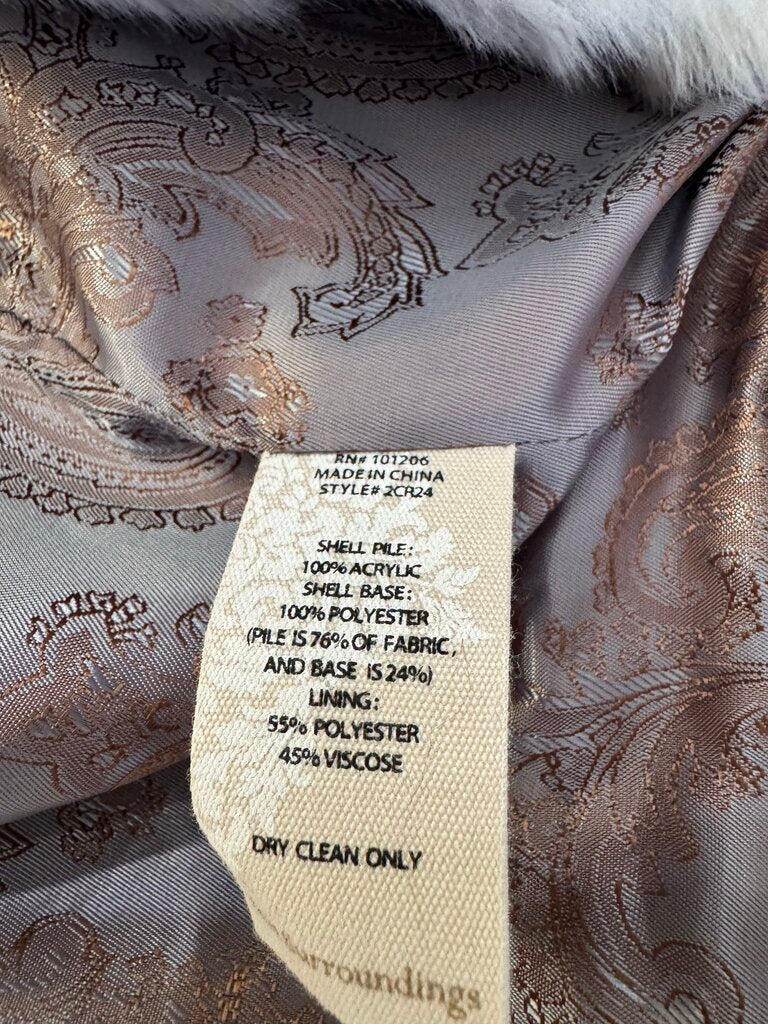 RN# 101206
MADE IN CHINA
STYLE# 2CR24
SHELL PILE:
100% ACRYLIC
SHELL BASE:
100% POLYESTER
(PILE IS 76% OF FABRIC,
AND BASE IS 24%)
LINING:
55% POLYESTER
45% VISCOSE
DRY CLEAN ONLY